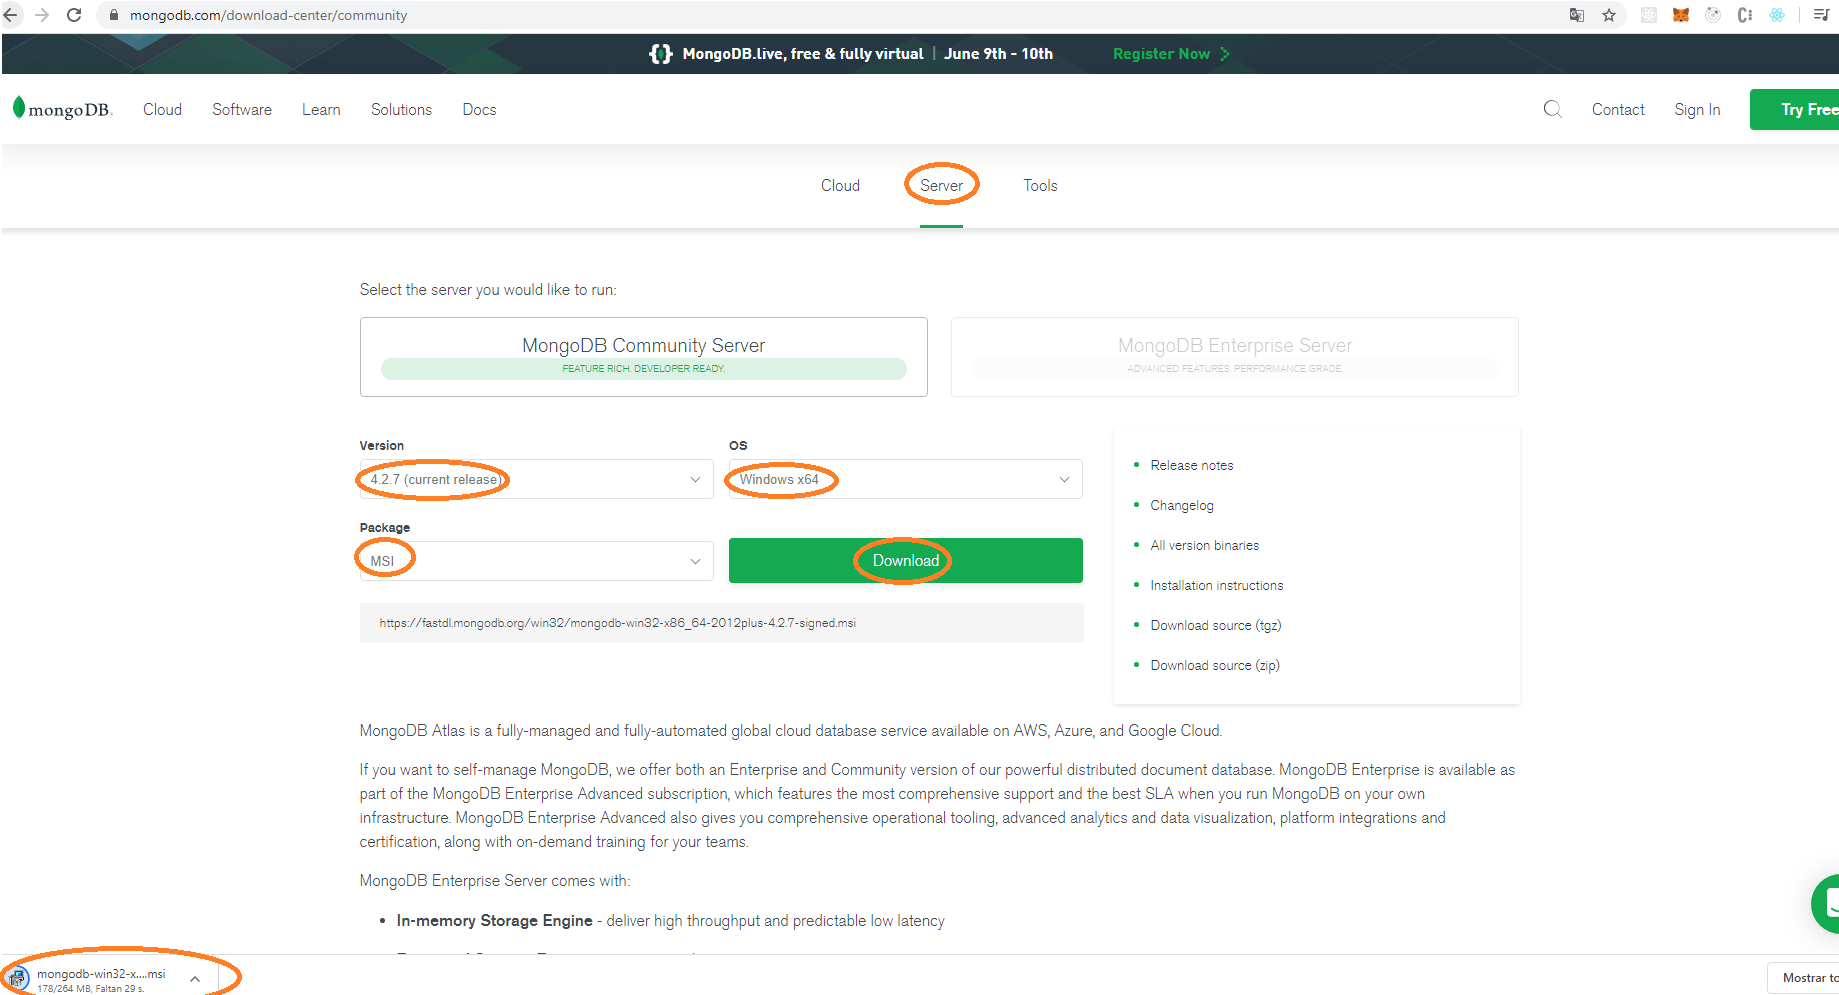 mongodb.com/download-center/community
MongoDB.live, free & fully virtual | June 9th - 10th Register Now
mongoDB. Cloud Software Learn Solutions Docs Contact Sign In Try Free
Cloud Server Tools
Select the server you would like to run:
MongoDB Community Server
FEATURE RICH. DEVELOPER READY.
MongoDB Enterprise Server
ADVANCED FEATURES. PERFORMANCE GRADE.
Version
4.2.7 (current release)
OS
Windows x64
Package
MSI
Download
https://fastdl.mongodb.org/win32/mongodb-win32-x86_64-2012plus-4.2.7-signed.msi
Release notes
Changelog
All version binaries
Installation instructions
Download source (tgz)
Download source (zip)
MongoDB Atlas is a fully-managed and fully-automated global cloud database service available on AWS, Azure, and Google Cloud.
If you want to self-manage MongoDB, we offer both an Enterprise and Community version of our powerful distributed document database. MongoDB Enterprise is available as
part of the MongoDB Enterprise Advanced subscription, which features the most comprehensive support and the best SLA when you run MongoDB on your own
infrastructure. MongoDB Enterprise Advanced also gives you comprehensive operational tooling, advanced analytics and data visualization, platform integrations and
certification, along with on-demand training for your teams.
MongoDB Enterprise Server comes with:
• In-memory Storage Engine - deliver high throughput and predictable low latency
mongodb-win32-x....msi
178/264 MB, Faltan 29 s.
Mostrar to